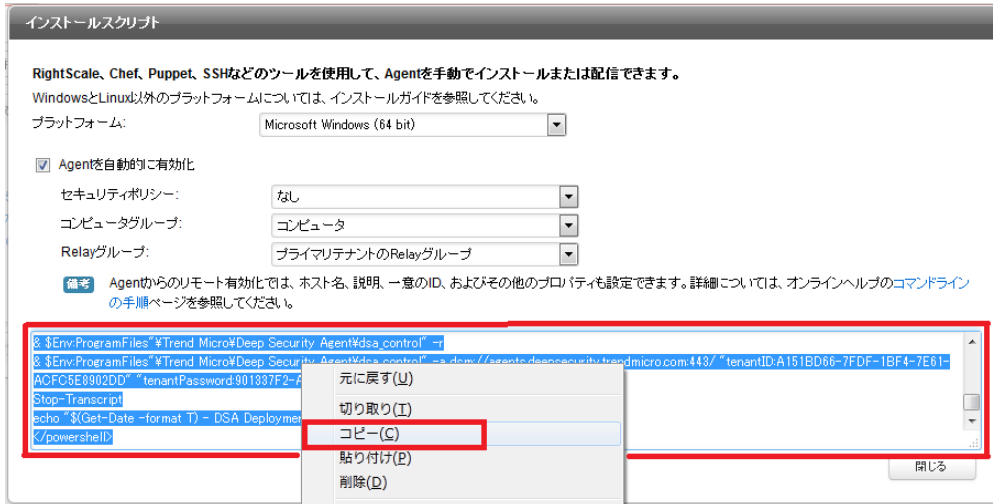 インストールスクリプト
RightScale、Chef、Puppet、SSHなどのツールを使用して、Agentを手動でインストールまたは配信できます。
WindowsとLinux以外のプラットフォームについては、インストールガイドを参照してください。
プラットフォーム: Microsoft Windows (64 bit)
Agentを自動的に有効化
セキュリティポリシー: なし
コンピュータグループ: コンピュータ
Relayグループ: プライマリテナントのRelayグループ
備考 Agentからのリモート有効化では、ホスト名、説明、一意のID、およびその他のプロパティも設定できます。詳細については、オンラインヘルプのコマンドライン
の手順ページを参照してください。
& $Env:ProgramFiles"¥Trend Micro¥Deep Security Agent¥dsa_control" -r
& $Env:ProgramFiles"¥Trend Micro¥Deep Security Agent¥dsa_control" -a dsm://agents.deepsecurity.trendmicro.com:443/ "tenantID:A151BD66-7FDF-1BF4-7E61-
ACFC5E8902DD" "tenantPassword:901337F2-A
Stop-Transcript
echo "$(Get-Date -format T) - DSA Deploymen
</powershell>
元に戻す(U)
切り取り(T)
コピー(C)
貼り付け(P)
削除(D)
閉じる